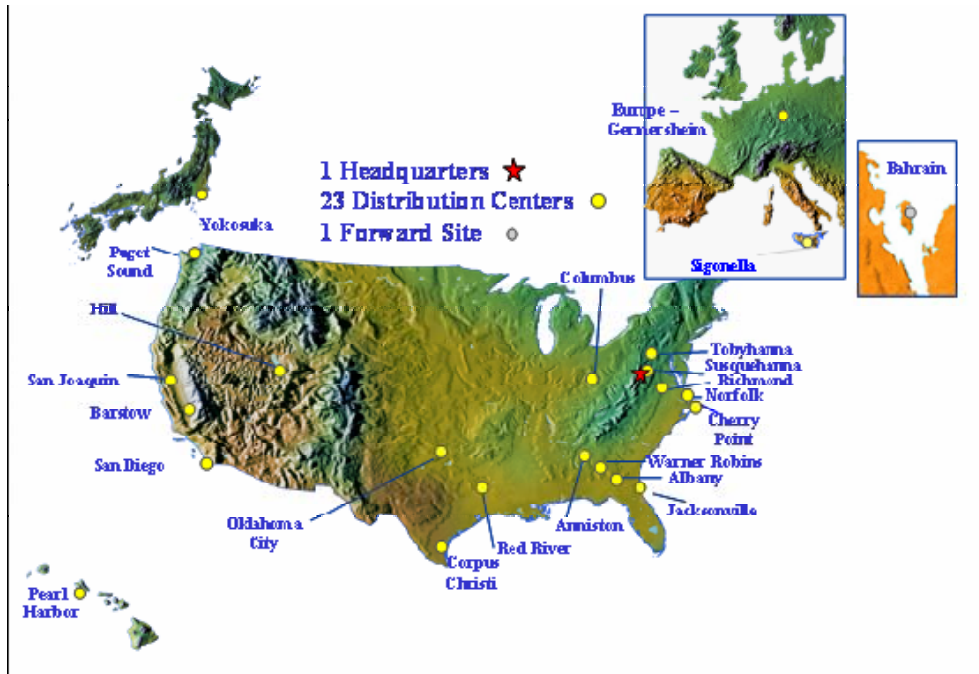 Europe –
Germersheim
1 Headquarters
23 Distribution Centers
1 Forward Site
Bahrain
Yokosuka
Puget
Sound
Sigonella
Columbus
Hill
Tobyhanna
Susquehanna
Richmond
San Joaquin
Norfolk
Barstow
Cherry
Point
San Diego
Warner Robins
Albany
Jacksonville
Oklahoma
City
Anniston
Red River
Corpus
Christi
Pearl
Harbor